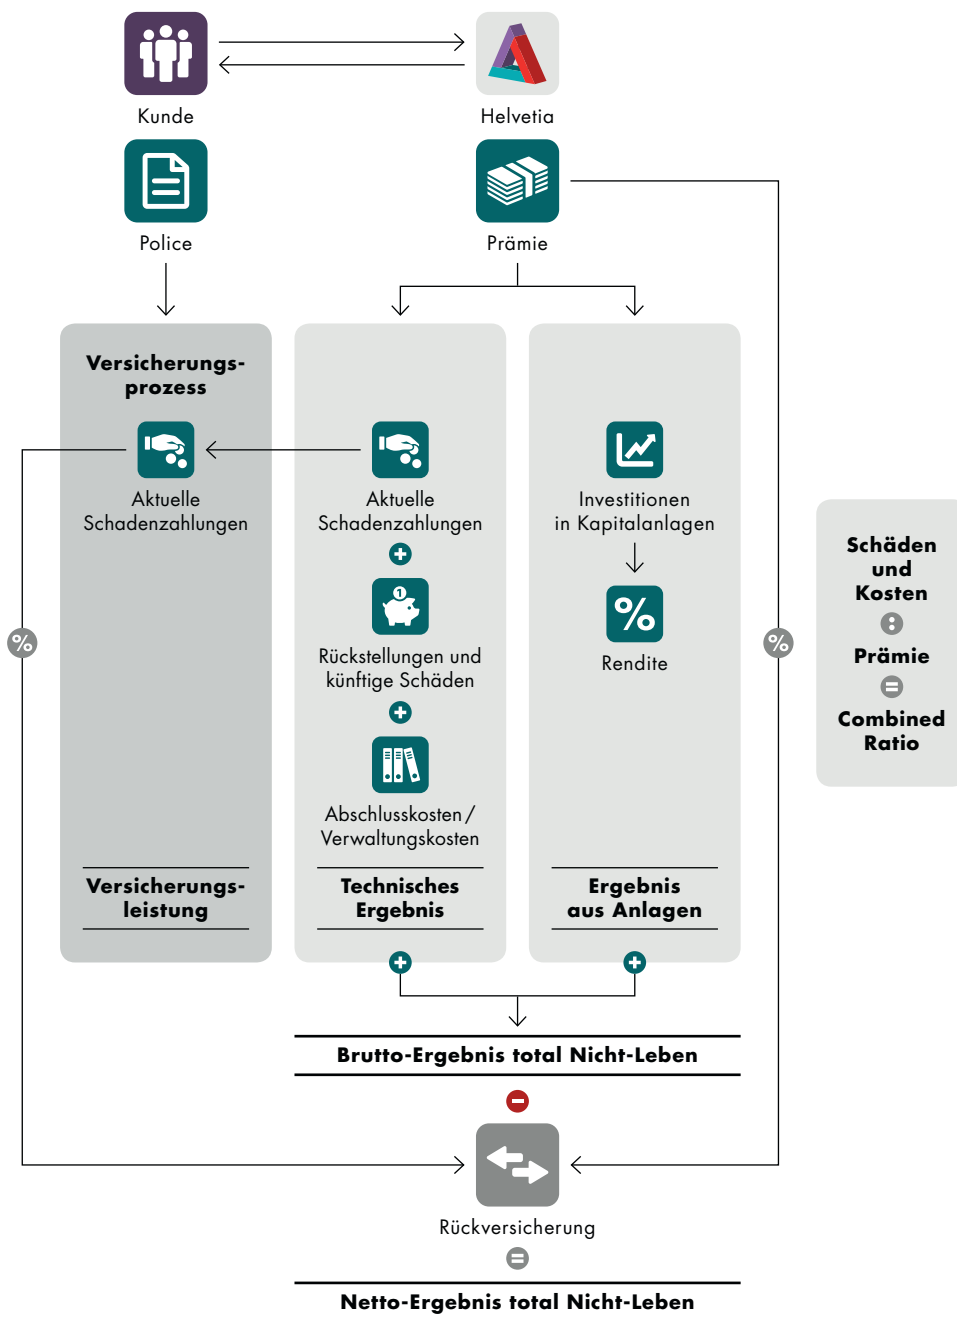 Kunde
Helvetia
Police
Prämie
Versicherungs-
prozess
Aktuelle
Schadenzahlungen
Aktuelle
Schadenzahlungen
+
1
Rückstellungen und
künftige Schäden
+
Abschlusskosten /
Verwaltungskosten
Investitionen
in Kapitalanlagen
%
Rendite
%
%
Versicherungs-
leistung
Technisches
Ergebnis
Ergebnis
aus Anlagen
+
+
Brutto-Ergebnis total Nicht-Leben
−
Rückversicherung
=
Netto-Ergebnis total Nicht-Leben
Schäden
und
Kosten
:
Prämie
=
Combined
Ratio